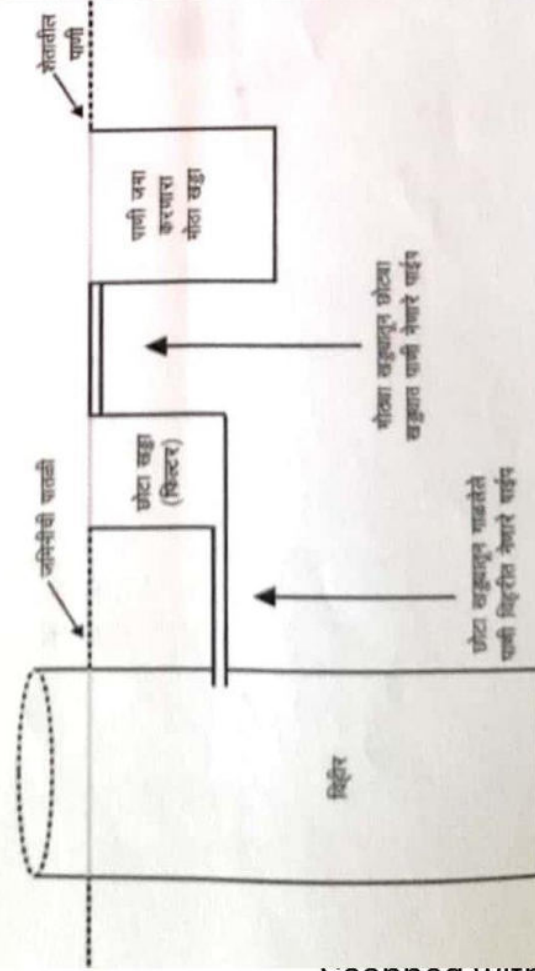 जमिनीची पातळी
शेतातील
पाणी
छोटा खड्डा
(फिल्टर)
पाणी जमा
करणारा
मोठा खड्डा
विहीर
मोठ्या खड्ड्यातून छोट्या
खड्ड्यात पाणी नेणारे पाईप
छोटा खड्ड्यातून गाळलेले
पाणी विहिरीत नेणारे पाईप